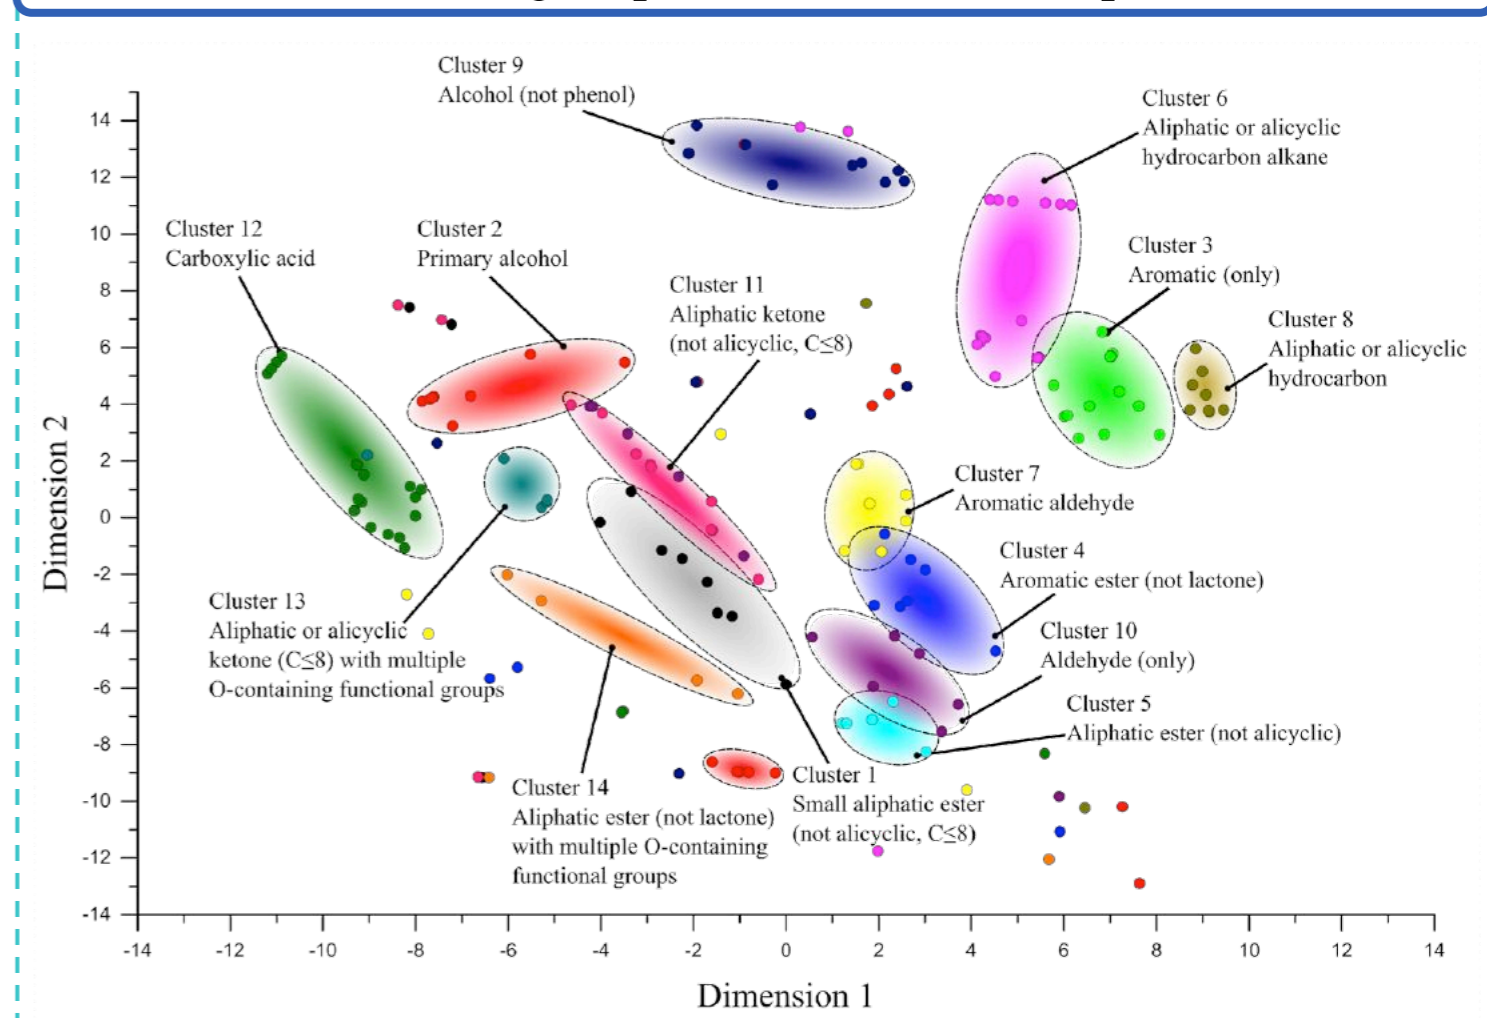 Cluster 9
Alcohol (not phenol)
Cluster 6
Aliphatic or alicyclic
hydrocarbon alkane
Cluster 12
Carboxylic acid
Cluster 2
Primary alcohol
Cluster 11
Aliphatic ketone
(not alicyclic, C≤8)
Cluster 3
Aromatic (only)
Cluster 8
Aliphatic or alicyclic
hydrocarbon
Cluster 7
Aromatic aldehyde
Cluster 4
Aromatic ester (not lactone)
Cluster 13
Aliphatic or alicyclic
ketone (C≤8) with multiple
O-containing functional groups
Cluster 10
Aldehyde (only)
Cluster 5
Aliphatic ester (not alicyclic)
Cluster 14
Aliphatic ester (not lactone)
with multiple O-containing
functional groups
Cluster 1
Small aliphatic ester
(not alicyclic, C≤8)
Dimension 2
14
12
10
8
6
4
2
0
-2
-4
-6
-8
-10
-12
-14
-14 -12 -10 -8 -6 -4 -2 0 2 4 6 8 10 12 14
Dimension 1